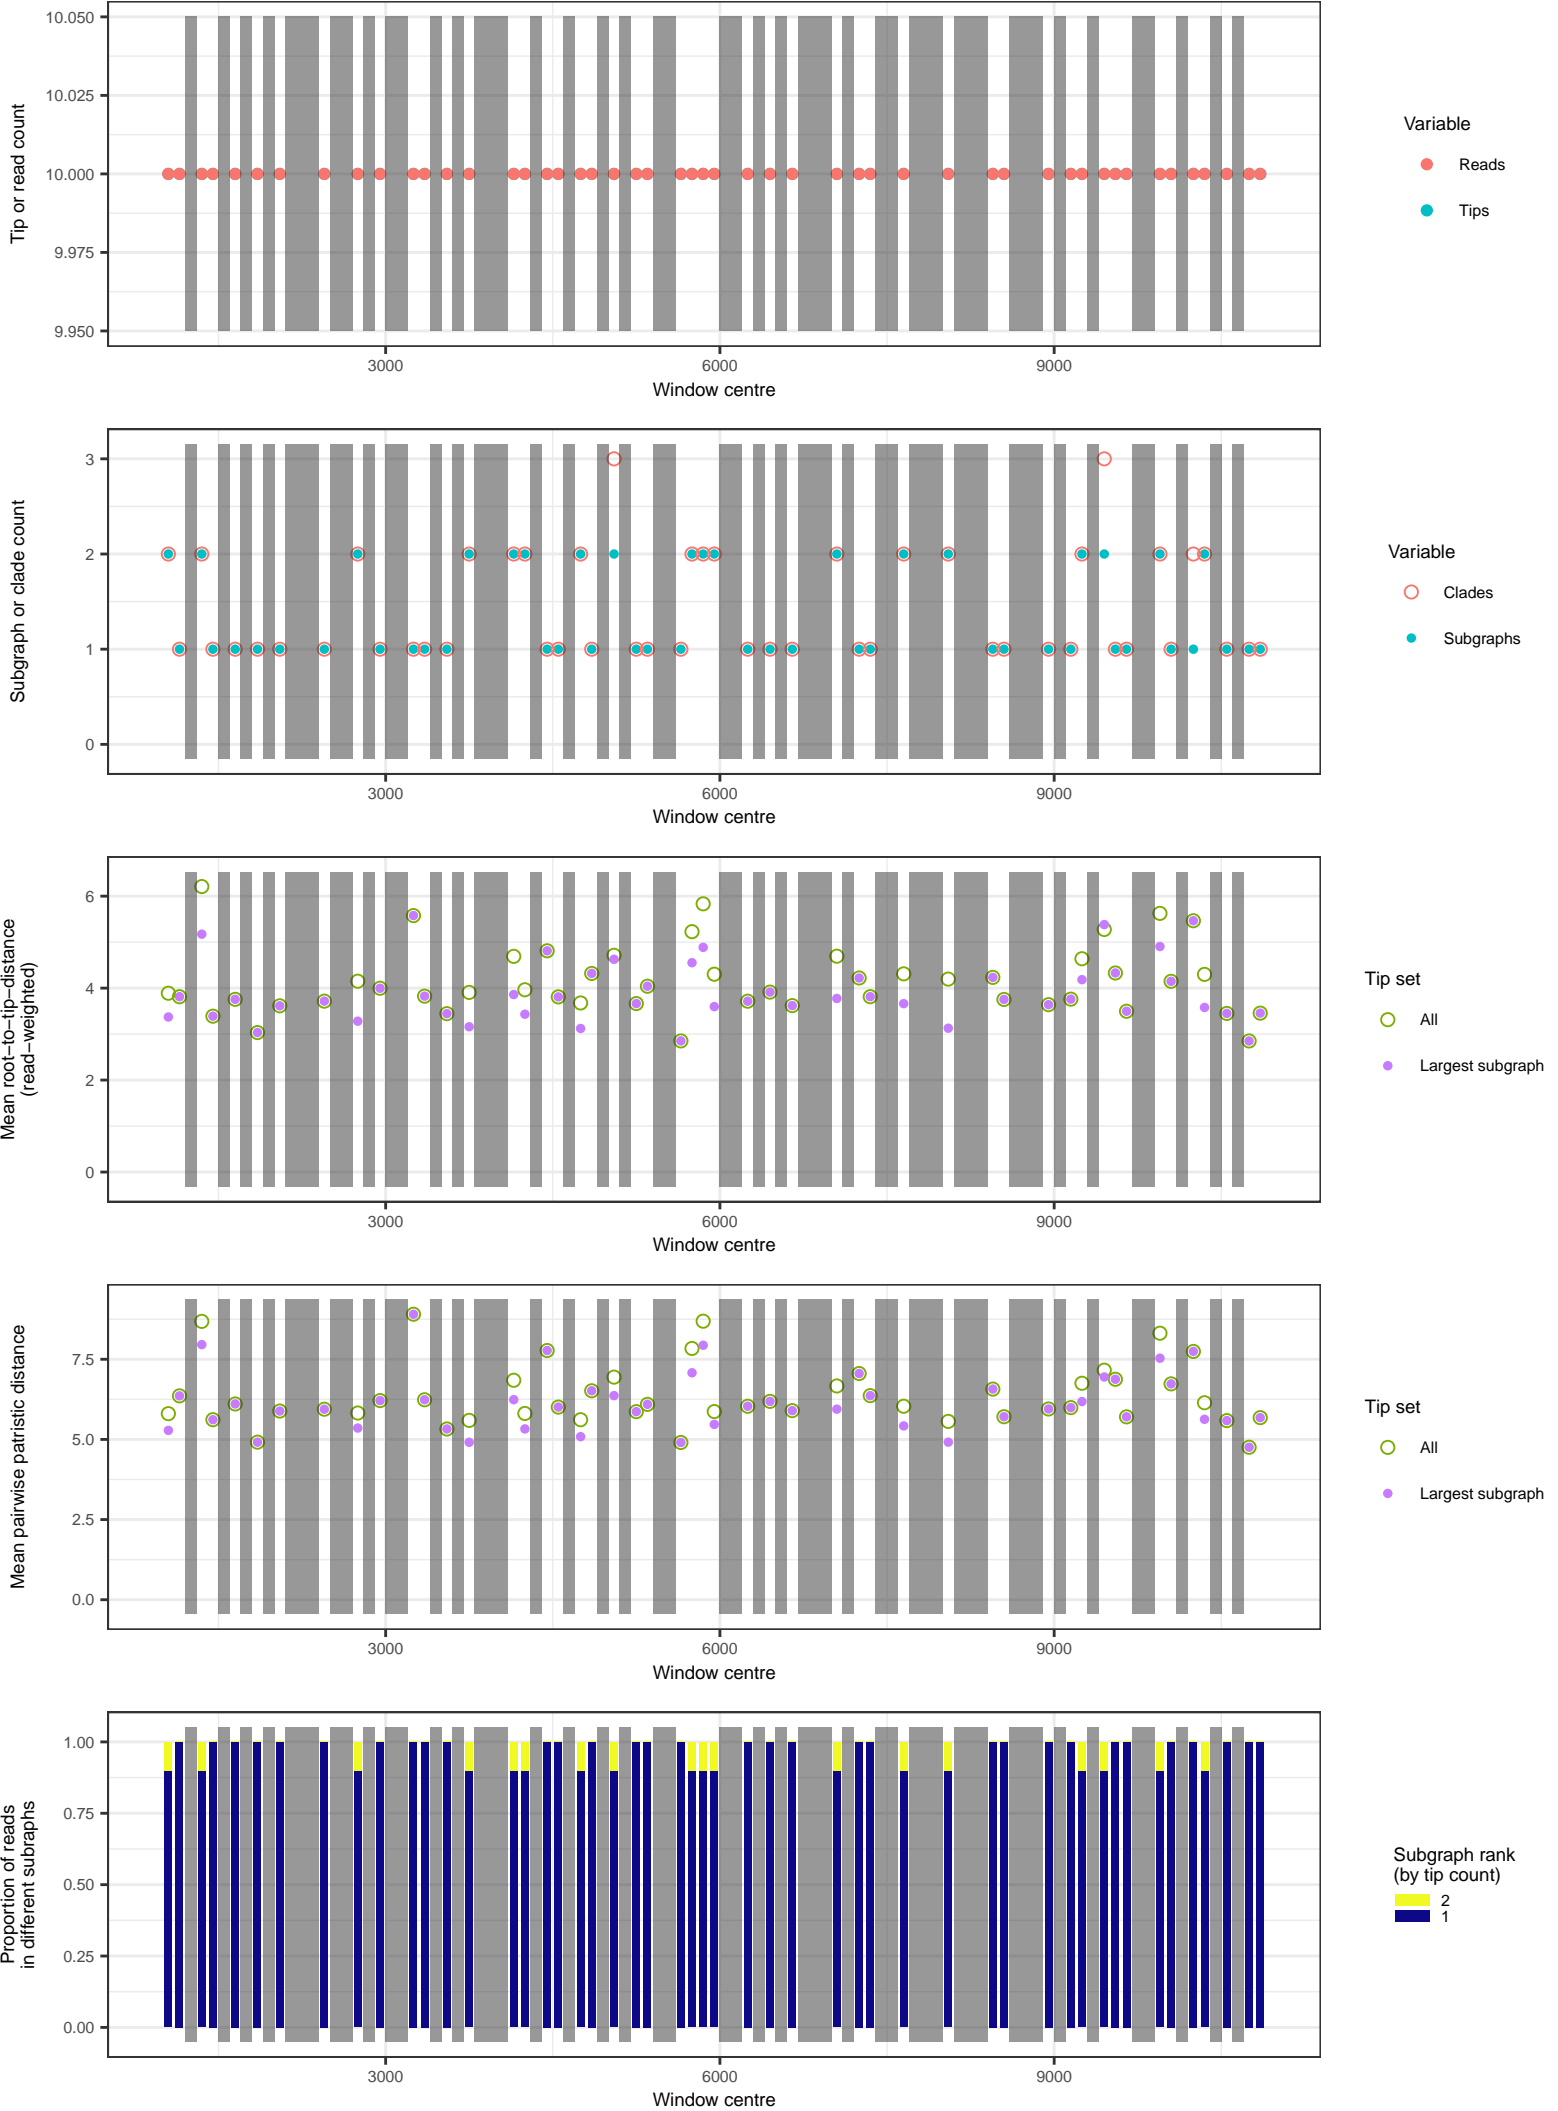 10.050
10.025
10.000
9.975
9.950
Tip or read count
3000
6000
9000
Window centre
Variable
Reads
Tips
3
2
1
0
Subgraph or clade count
3000
6000
9000
Window centre
Variable
Clades
Subgraphs
6
4
2
0
Mean root−to−tip−distance
(read−weighted)
3000
6000
9000
Window centre
Tip set
All
Largest subgraph
7.5
5.0
2.5
0.0
Mean pairwise patristic distance
3000
6000
9000
Window centre
Tip set
All
Largest subgraph
1.00
0.75
0.50
0.25
0.00
Proportion of reads
in different subraphs
3000
6000
9000
Window centre
Subgraph rank
(by tip count)
2
1